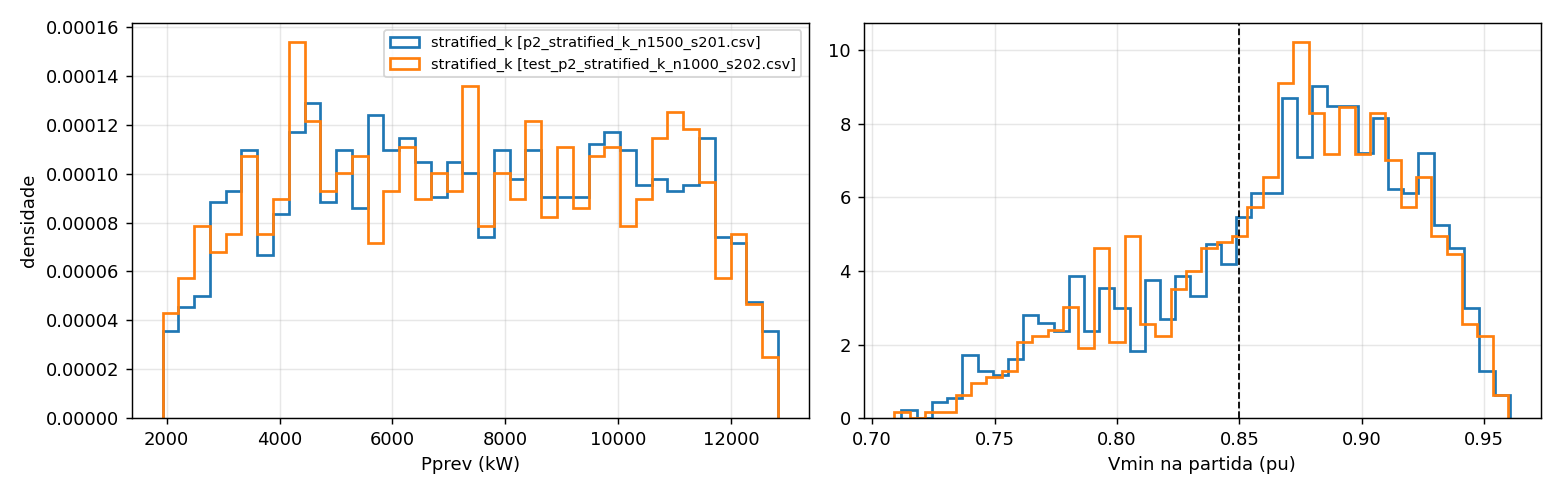 0.00016
0.00014
0.00012
0.00010
0.00008
0.00006
0.00004
0.00002
0.00000
densidade
stratified_k [p2_stratified_k_n1500_s201.csv]
stratified_k [test_p2_stratified_k_n1000_s202.csv]
2000 4000 6000 8000 10000 12000
Pprev (kW)
10
8
6
4
2
0
0.70 0.75 0.80 0.85 0.90 0.95
Vmin na partida (pu)